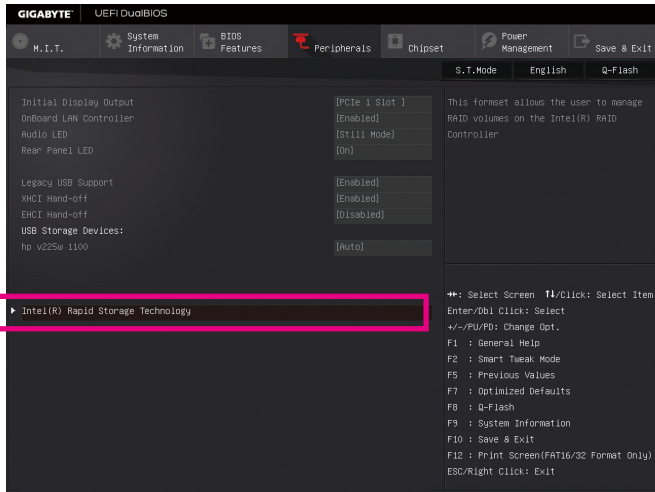 GIGABYTE™ UEFI DualBIOS
M.I.T. System Information BIOS Features Peripherals Chipset Power Management Save & Exit
S.T.Mode English Q-Flash
Initial Display Output [PCIe 1 Slot ]
OnBoard LAN Controller [Enabled]
Audio LED [Still Mode]
Rear Panel LED [On]
Legacy USB Support [Enabled]
XHCI Hand-off [Enabled]
EHCI Hand-off [Disabled]
USB Storage Devices:
hp v225w 1100 [Auto]
Intel(R) Rapid Storage Technology
This formset allows the user to manage
RAID volumes on the Intel(R) RAID
Controller
→←: Select Screen ↑↓/Click: Select Item
Enter/Dbl Click: Select
+/-/PU/PD: Change Opt.
F1 : General Help
F2 : Smart Tweak Mode
F5 : Previous Values
F7 : Optimized Defaults
F8 : Q-Flash
F9 : System Information
F10 : Save & Exit
F12 : Print Screen(FAT16/32 Format Only)
ESC/Right Click: Exit